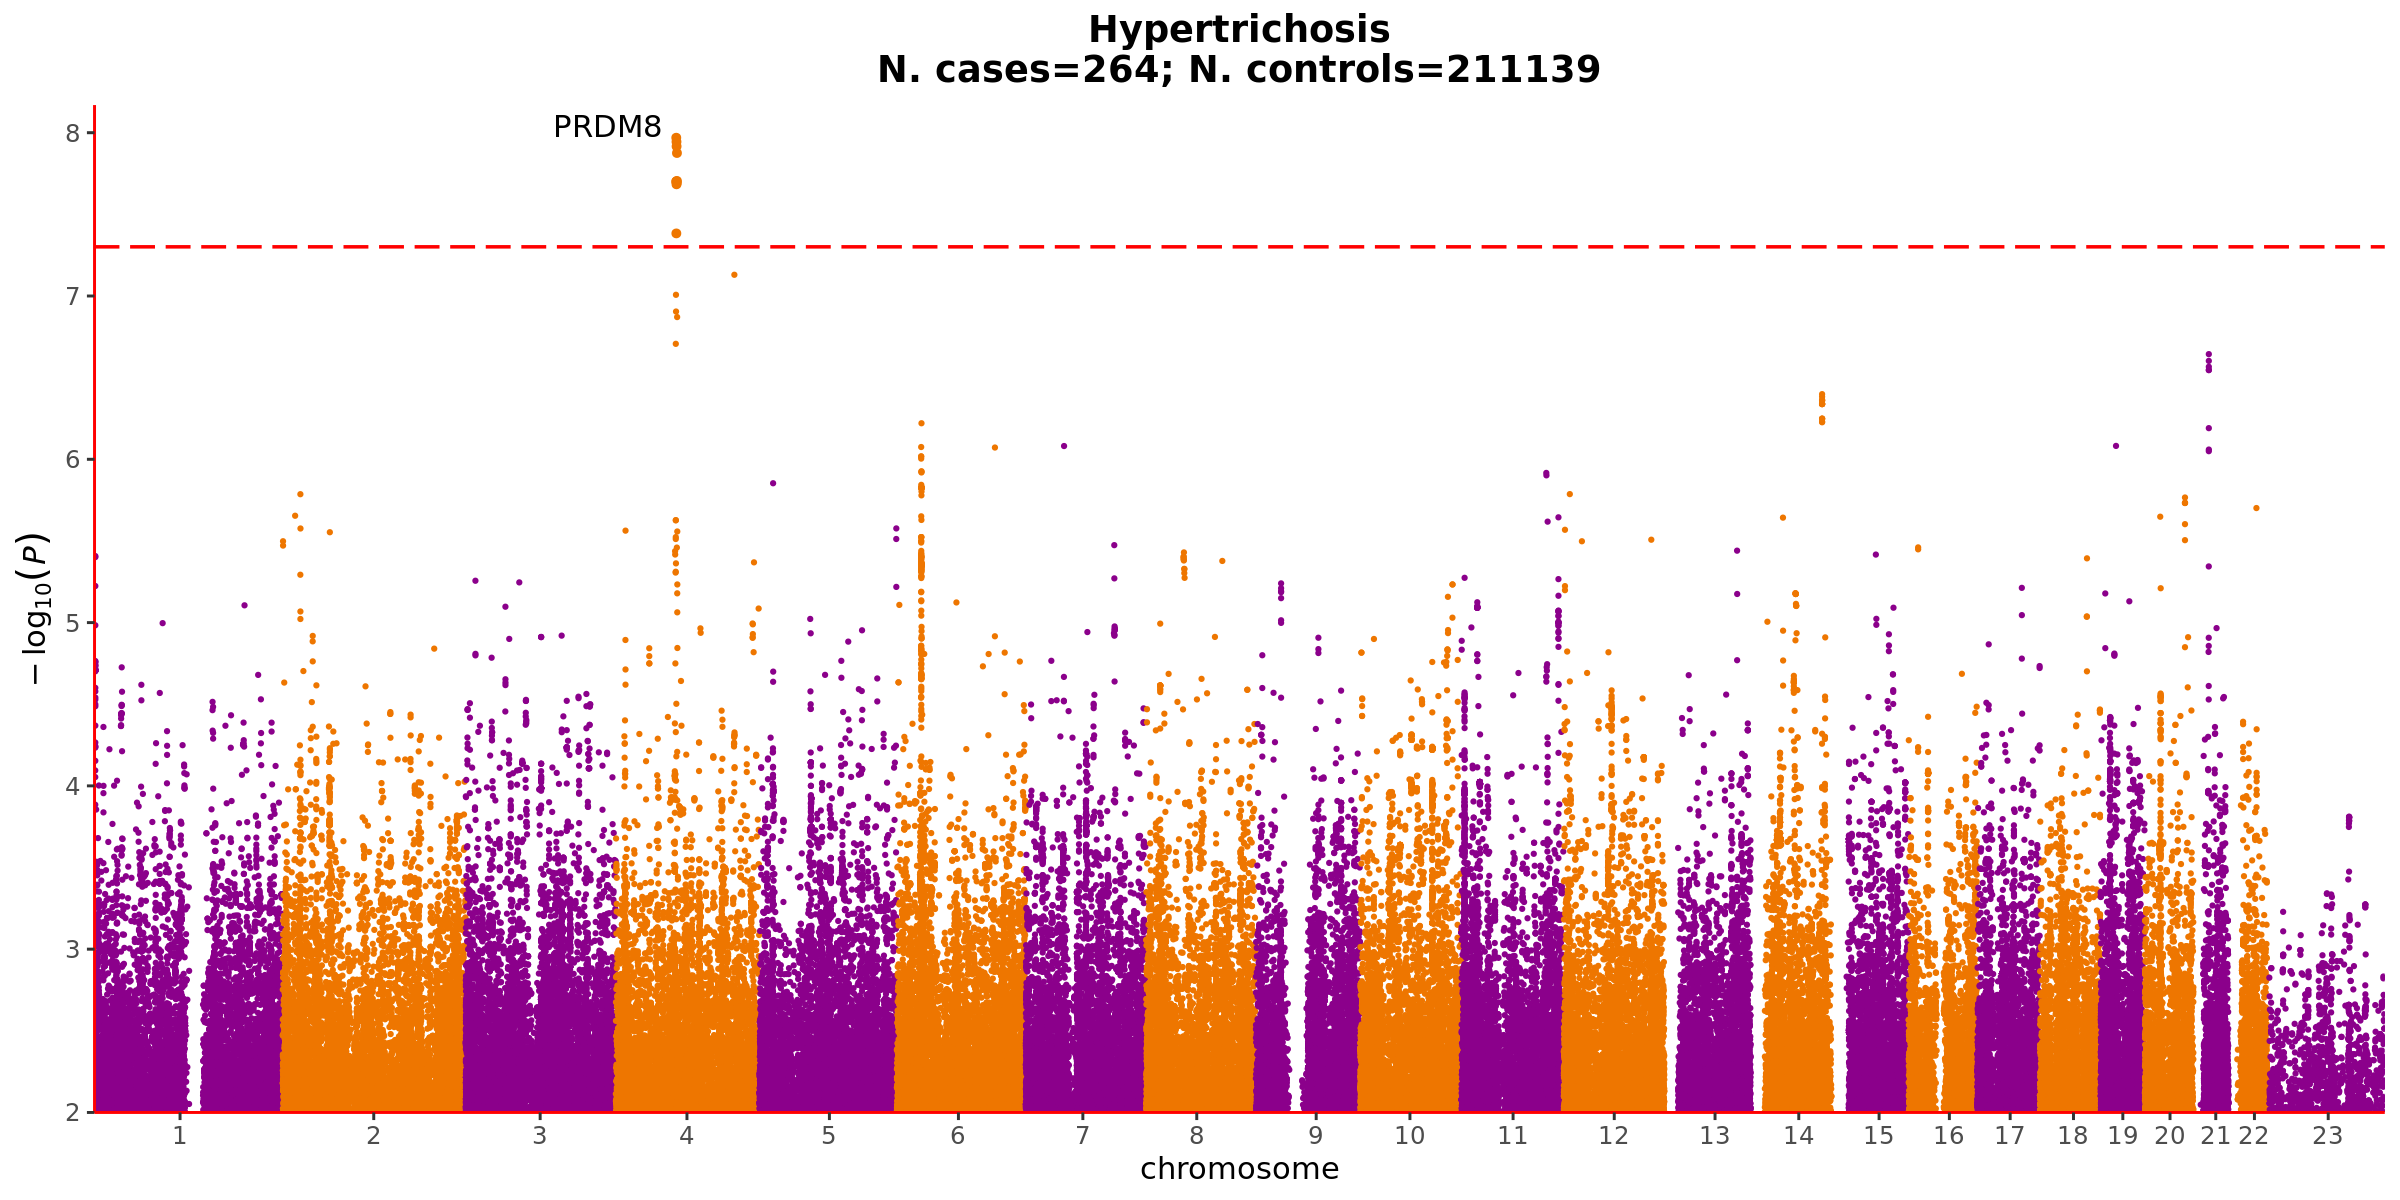 Hypertrichosis
N. cases=264; N. controls=211139
PRDM8
8
7
6
5
4
3
2
−log10(P)
1 2 3 4 5 6 7 8 9 10 11 12 13 14 15 16 17 18 19 20 21 22 23
chromosome